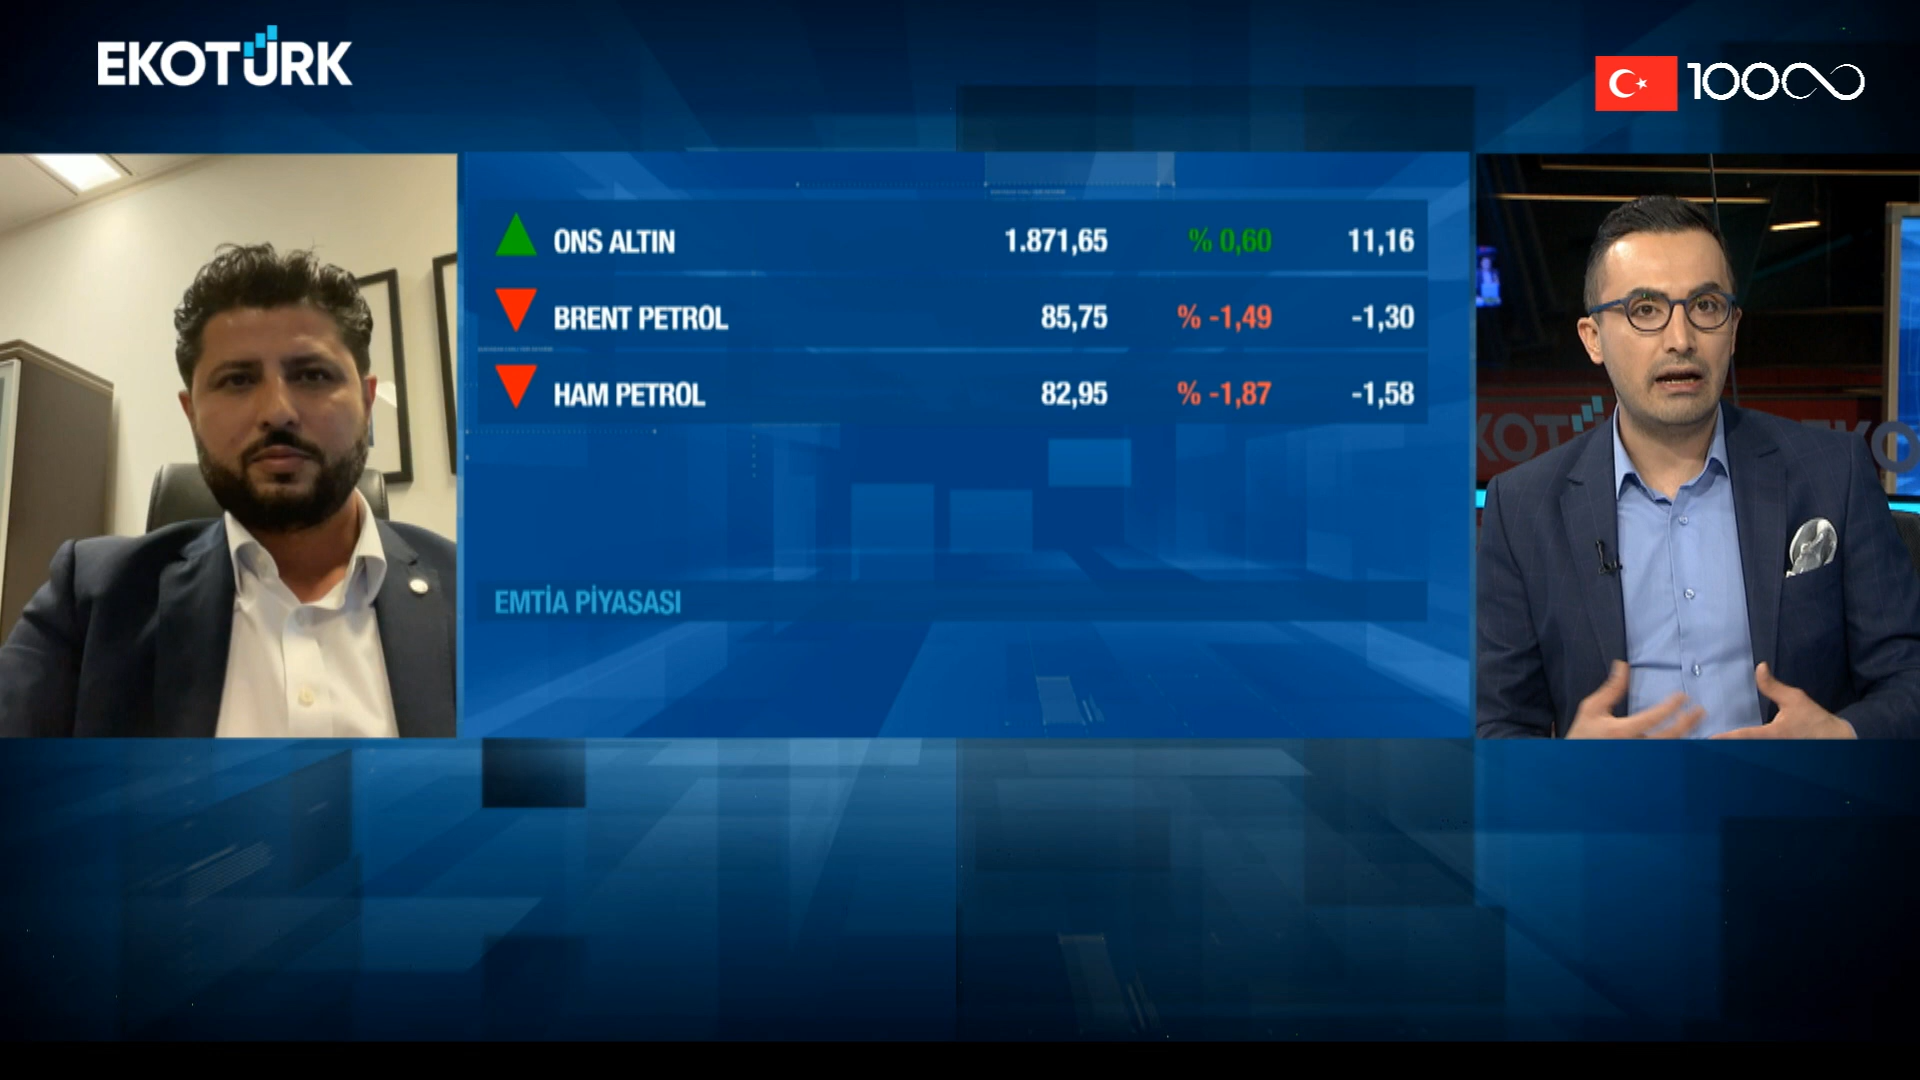 EKOTÜRK
100
ONS ALTIN 1.871,65 % 0,60 11,16
BRENT PETROL 85,75 % -1,49 -1,30
HAM PETROL 82,95 % -1,87 -1,58
EMTİA PİYASASI